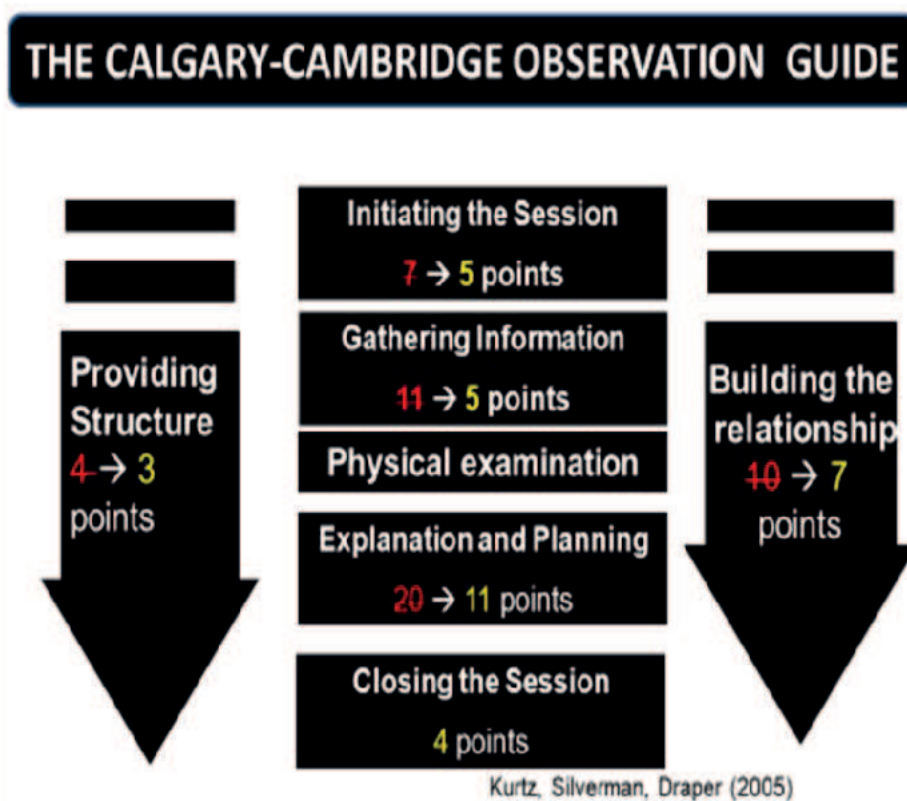 THE CALGARY-CAMBRIDGE OBSERVATION GUIDE
Initiating the Session
7 → 5 points
Gathering Information
11 → 5 points
Physical examination
Explanation and Planning
20 → 11 points
Closing the Session
4 points
Providing
Structure
4 → 3
points
Building the
relationship
10 → 7
points
Kurtz, Silverman, Draper (2005)